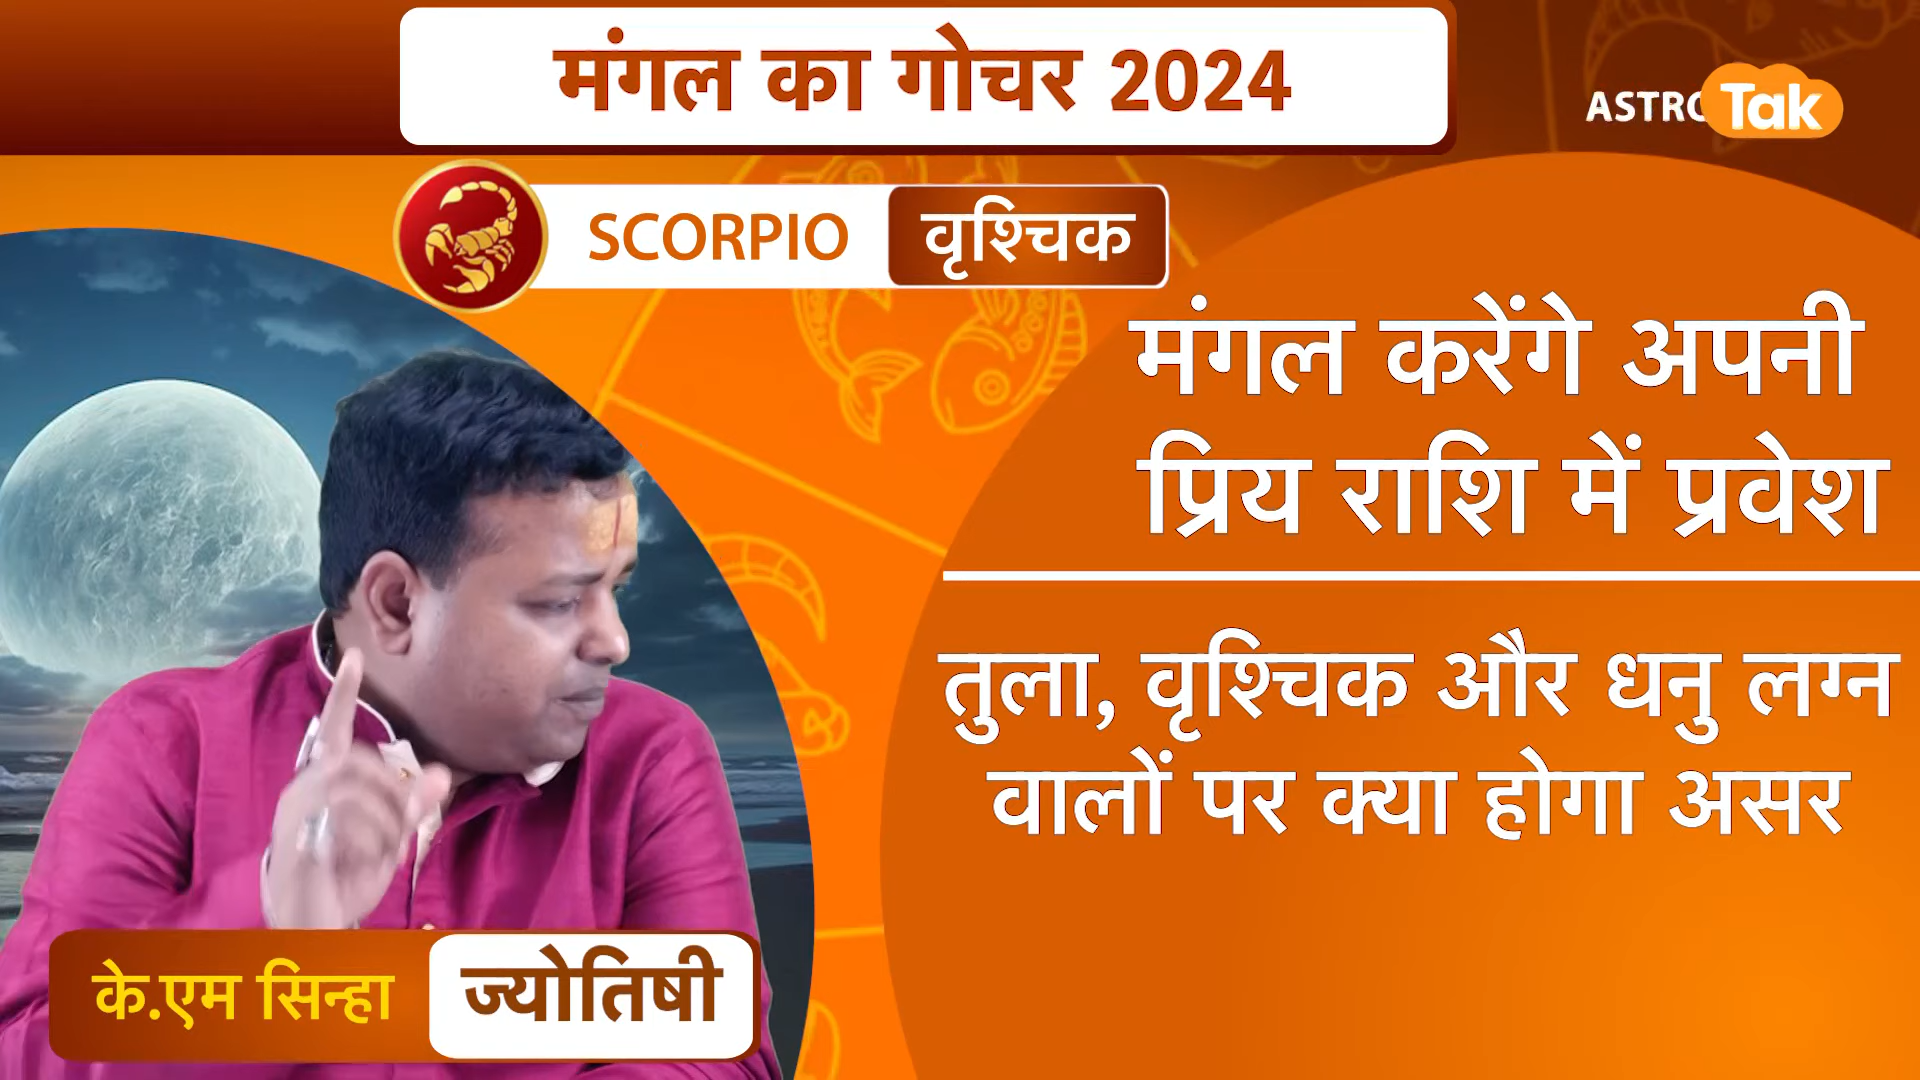 मंगल का गोचर 2024
ASTRO Tak
SCORPIO वृश्चिक
मंगल करेंगे अपनी
प्रिय राशि में प्रवेश
तुला, वृश्चिक और धनु लग्न
वालों पर क्या होगा असर
के.एम सिन्हा ज्योतिषी